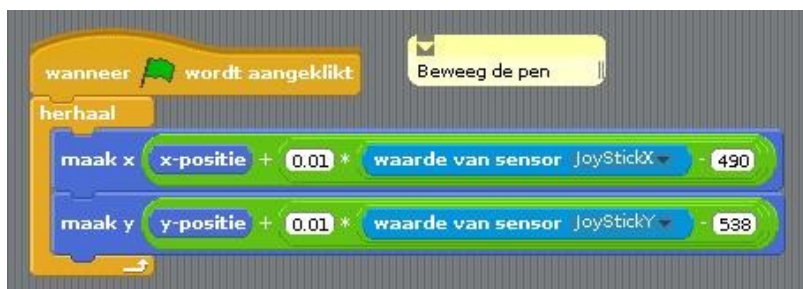 wanneer wordt aangeklikt
Beweeg de pen
herhaal
maak x x-positie + 0.01 * waarde van sensor JoyStickX - 490
maak y y-positie + 0.01 * waarde van sensor JoyStickY - 538